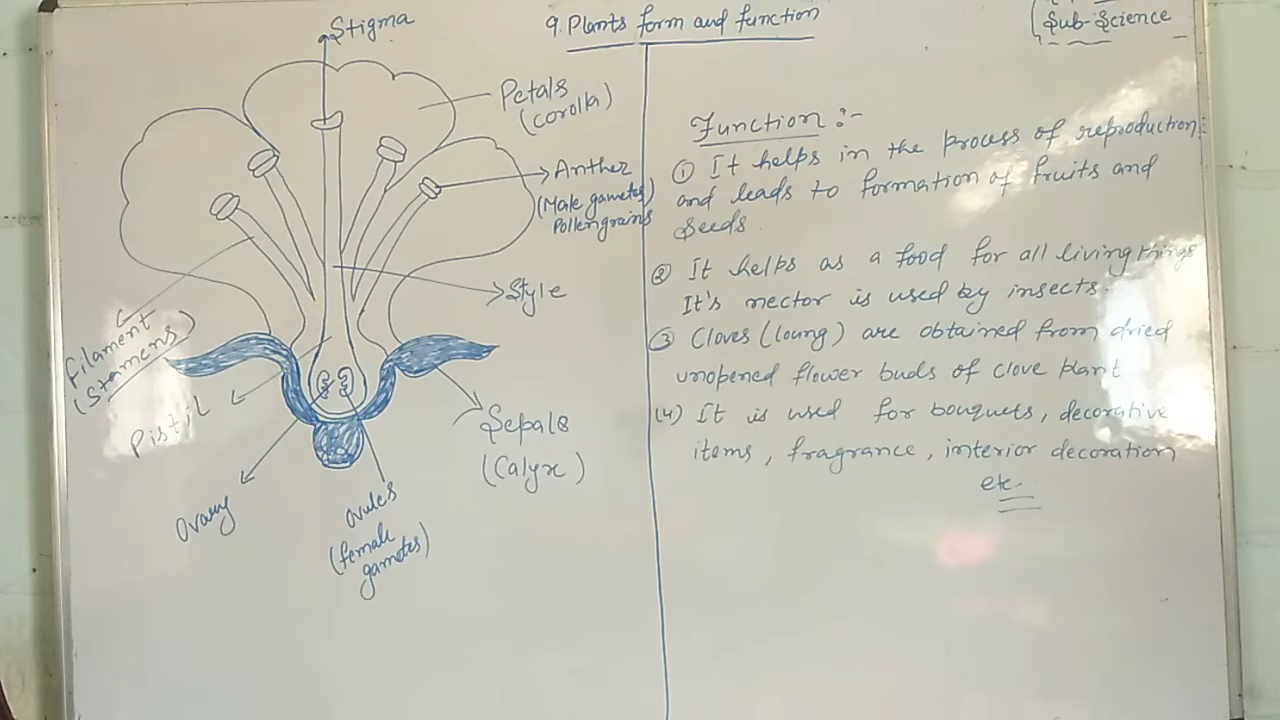 9. Plants form and function
Sub-Science
Stigma
Petals
(corolla)
Anther
(Male gametes)
Pollengrains
Style
Filament
(Stamens)
Pistil
Sepals
(Calyx)
Ovary
ovules
(female
gametes)
Function :-
① It helps in the process of reproduction
and leads to formation of fruits and
seeds.
② It helps as a food for all living things
It's nector is used by insects.
③ Cloves (loung) are obtained from dried
unopened flower buds of clove plant
(4) It is used for bouquets, decorative
items, fragrance, interior decoration
etc.